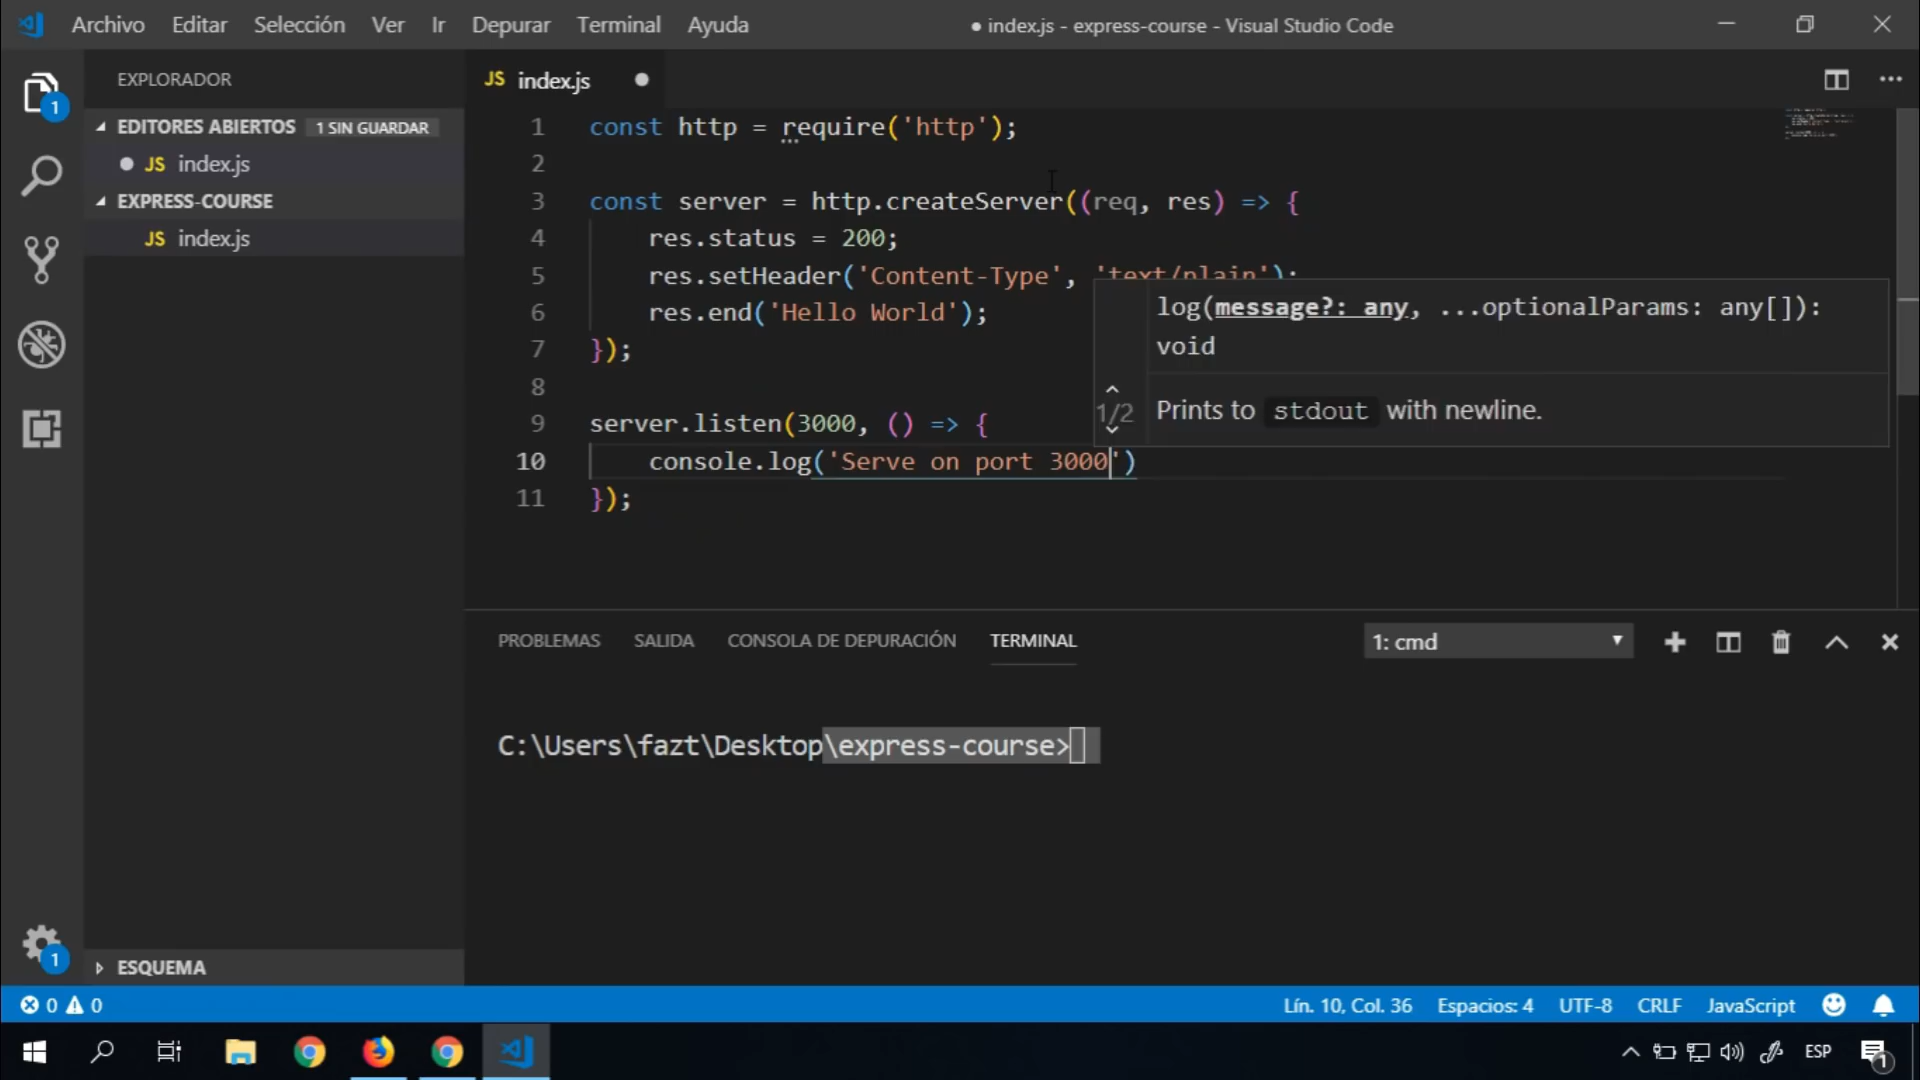 Archivo Editar Selección Ver Ir Depurar Terminal Ayuda ● index.js - express-course - Visual Studio Code
EXPLORADOR
JS index.js
1
EDITORES ABIERTOS 1 SIN GUARDAR
JS index.js
EXPRESS-COURSE
JS index.js
1 const http = require('http');
2
3 const server = http.createServer((req, res) => {
4 res.status = 200;
5 res.setHeader('Content-Type', 'text/plain');
6 res.end('Hello World');
7 });
8
9 server.listen(3000, () => {
10 console.log('Serve on port 3000')
11 });
log(message?: any, ...optionalParams: any[]):
void
1/2
Prints to stdout with newline.
PROBLEMAS SALIDA CONSOLA DE DEPURACIÓN TERMINAL 1: cmd
C:\Users\fazt\Desktop\express-course>
1
ESQUEMA
0 0 Lín. 10, Col. 36 Espacios: 4 UTF-8 CRLF JavaScript
ESP 1